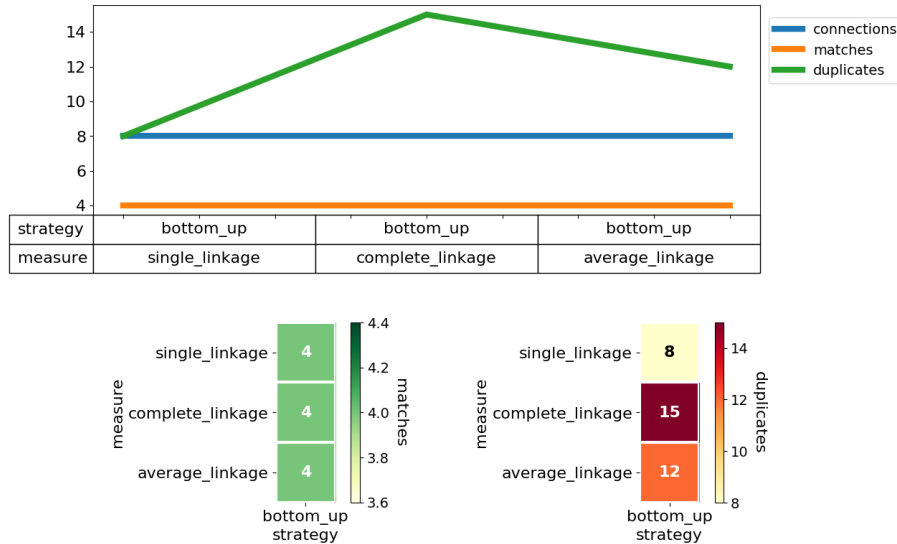 14
12
10
8
6
4
connections
matches
duplicates
strategy bottom_up bottom_up bottom_up
measure single_linkage complete_linkage average_linkage
measure
single_linkage
complete_linkage
average_linkage
4
4
4
bottom_up
strategy
4.4
4.2
4.0
3.8
3.6
matches
measure
single_linkage
complete_linkage
average_linkage
8
15
12
bottom_up
strategy
14
12
10
8
duplicates